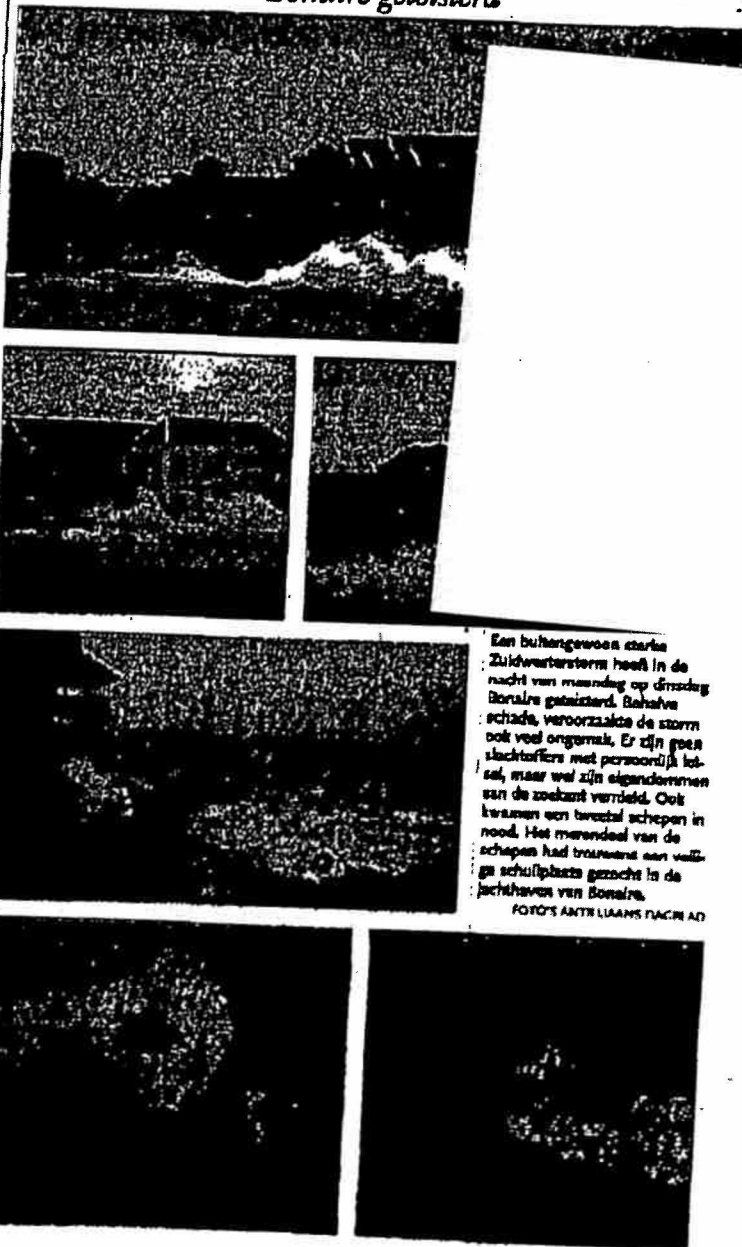 Bonaire geteisterd
Een buitengewoon sterke
Zuidwesterstorm heeft in de
nacht van maandag op dinsdag
Bonaire geteisterd. Behalve
schade, veroorzaakte de storm
ook veel ongemak. Er zijn geen
slachtoffers met persoonlijk let-
sel, maar wel zijn eigendommen
aan de zeekant vernield. Ook
kwamen een tweetal schepen in
nood. Het merendeel van de
schepen had trouwens een veili-
ge schuilplaats gezocht in de
jachthaven van Bonaire.
FOTO'S ANTILLIAANS DAGBLAD